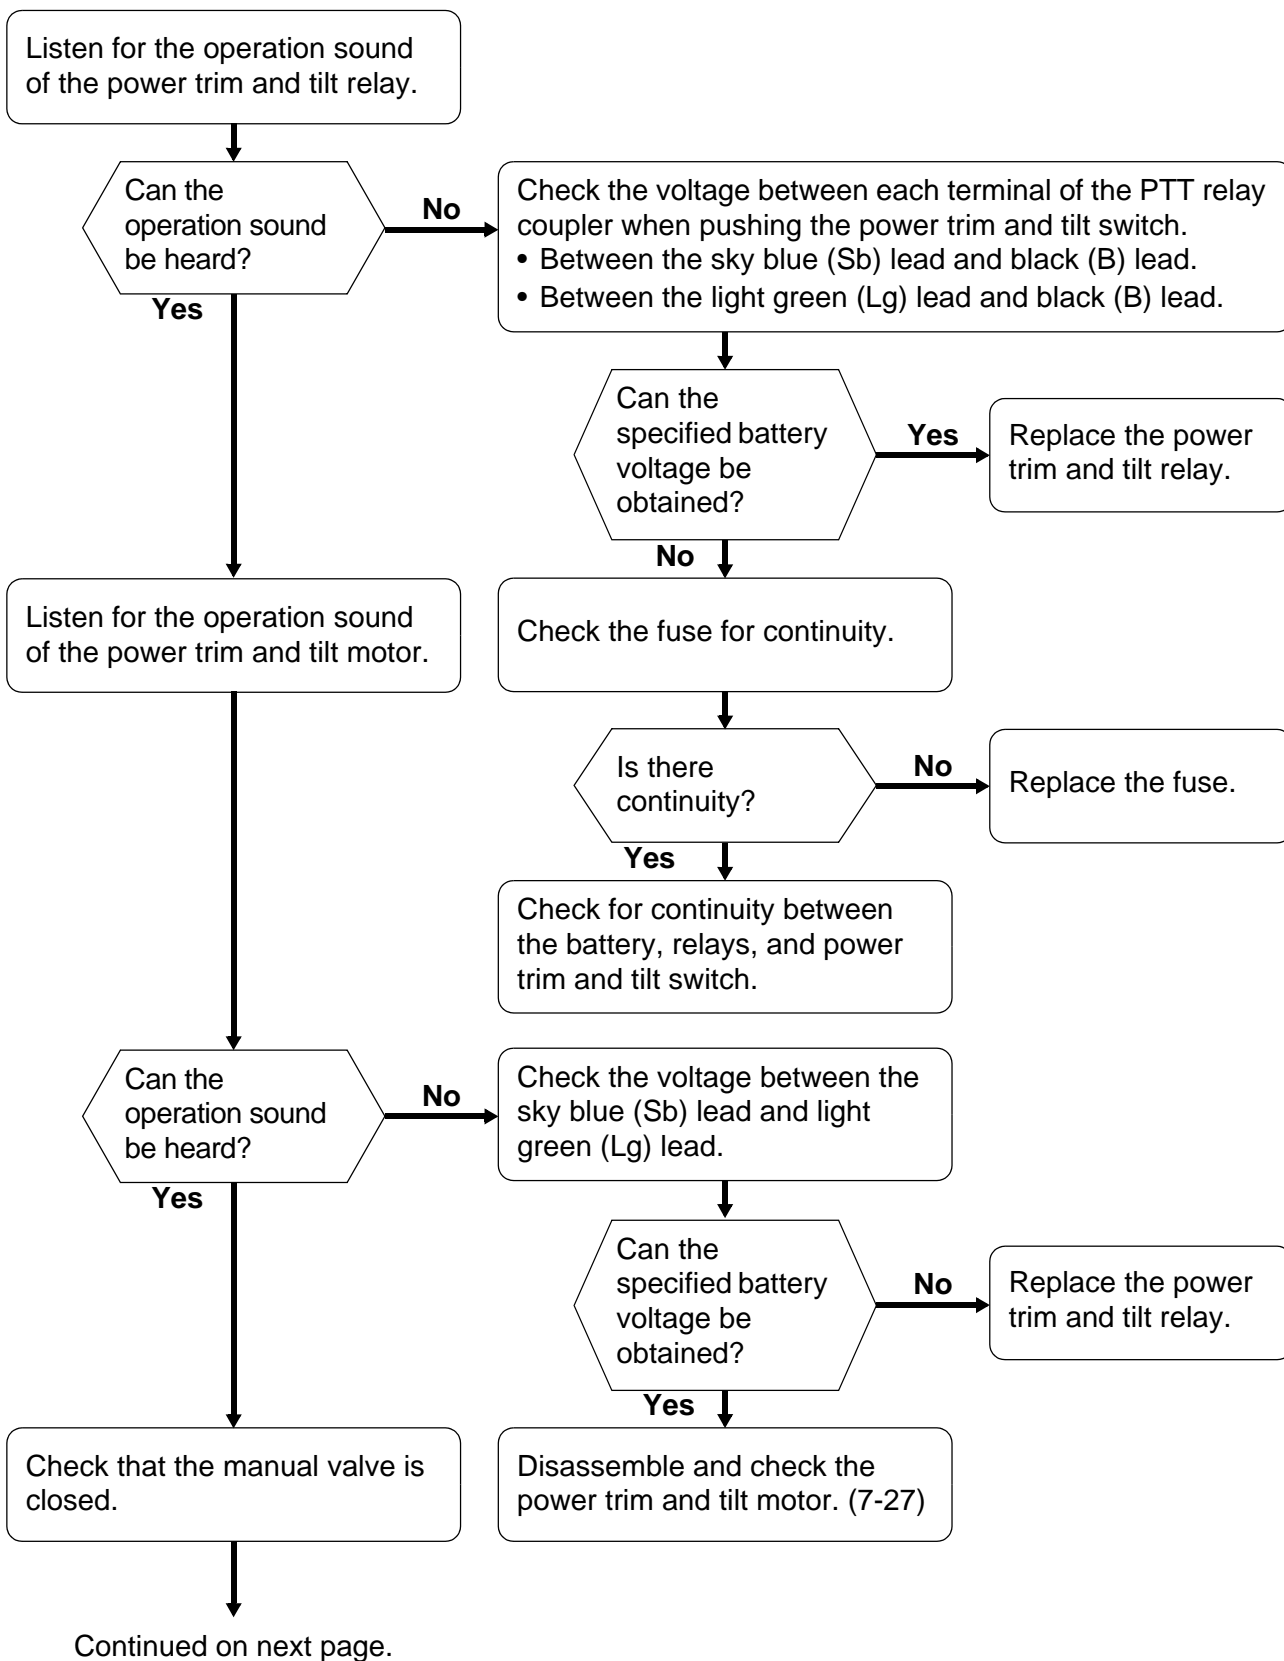 Listen for the operation sound
of the power trim and tilt relay.
Can the
operation sound
be heard?
No
Yes
Check the voltage between each terminal of the PTT relay
coupler when pushing the power trim and tilt switch.
• Between the sky blue (Sb) lead and black (B) lead.
• Between the light green (Lg) lead and black (B) lead.
Can the
specified battery
voltage be
obtained?
Yes
No
Replace the power
trim and tilt relay.
Listen for the operation sound
of the power trim and tilt motor.
Check the fuse for continuity.
Is there
continuity?
No
Yes
Replace the fuse.
Check for continuity between
the battery, relays, and power
trim and tilt switch.
Can the
operation sound
be heard?
No
Yes
Check the voltage between the
sky blue (Sb) lead and light
green (Lg) lead.
Can the
specified battery
voltage be
obtained?
No
Yes
Replace the power
trim and tilt relay.
Check that the manual valve is
closed.
Disassemble and check the
power trim and tilt motor. (7-27)
Continued on next page.